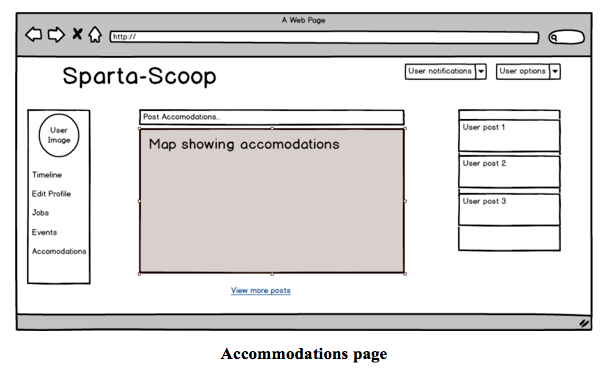 A Web Page
http://
Sparta-Scoop
User notifications
User options
User
Image
Timeline
Edit Profile
Jobs
Events
Accomodations
Post Accomodations..
Map showing accomodations
View more posts
User post 1
User post 2
User post 3
Accommodations page